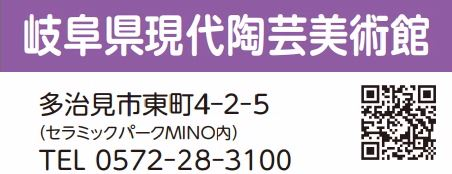 岐阜県現代陶芸美術館
多治見市東町4-2-5
(セラミックパークMINO内)
TEL 0572-28-3100